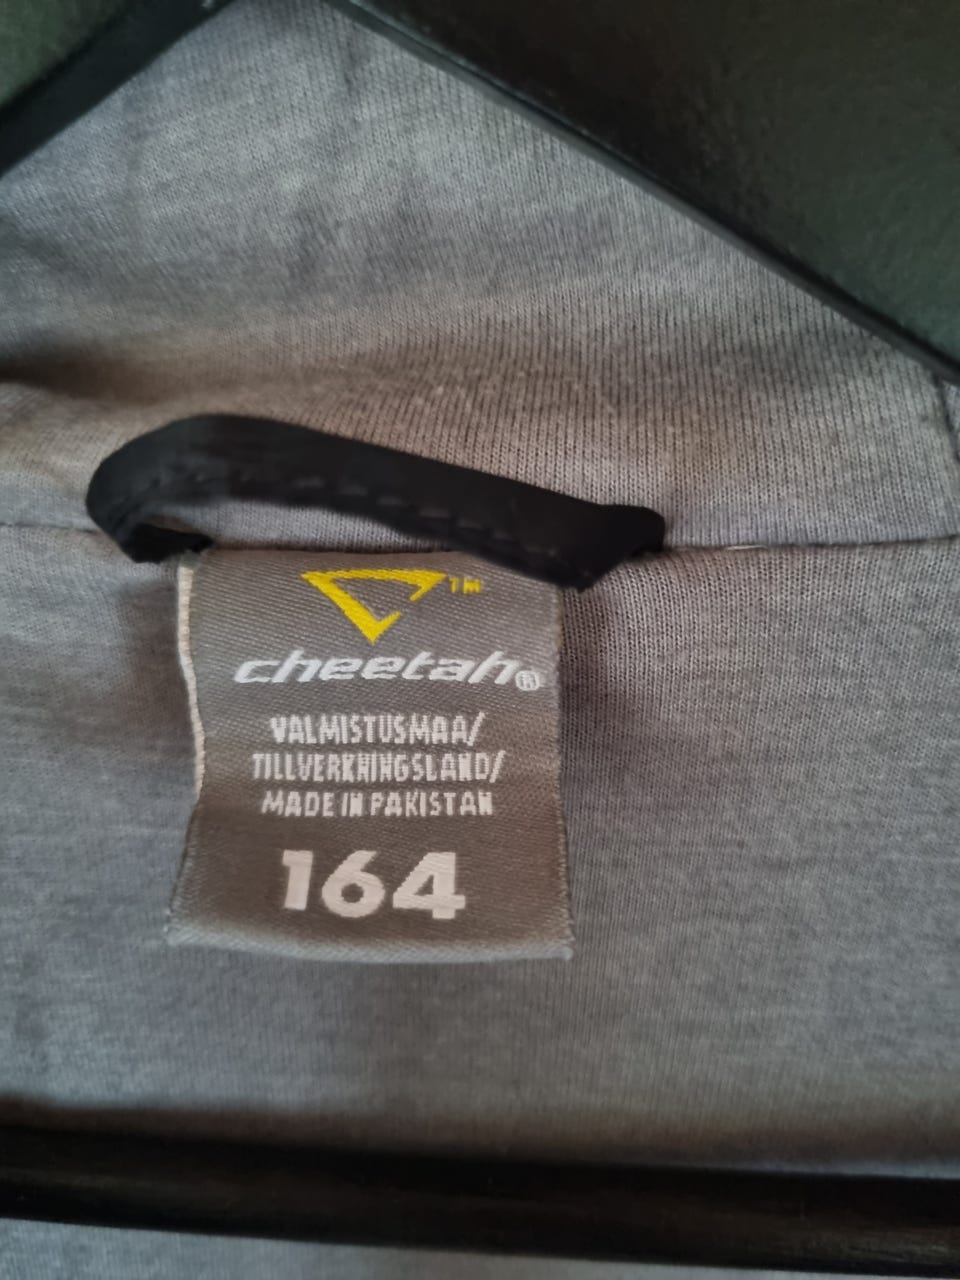 TM
cheetah®
VALMISTUSMAA/
TILLVERKNINGSLAND/
MADE IN PAKISTAN
164